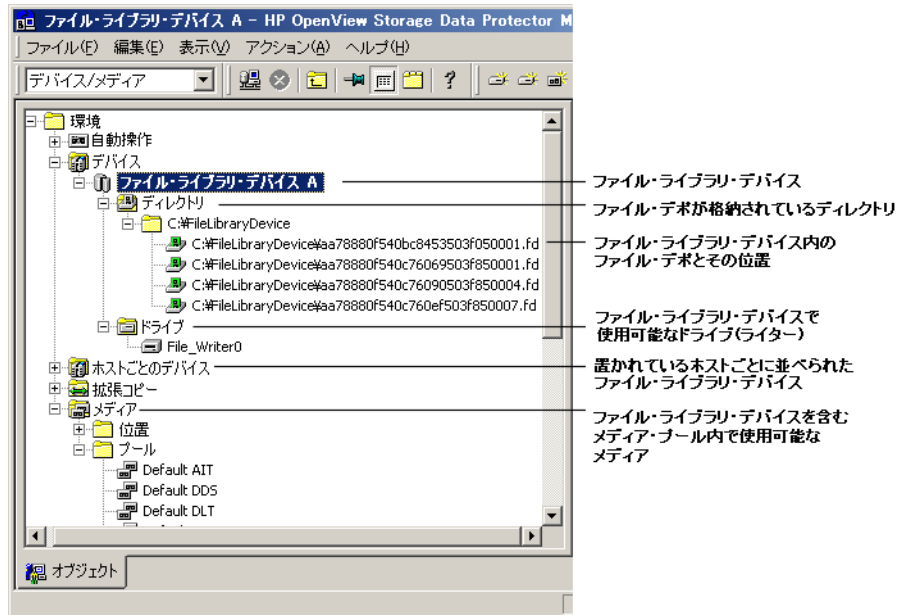 ファイル・ライブラリ・デバイス A - HP OpenView Storage Data Protector M
ファイル(F) 編集(E) 表示(V) アクション(A) ヘルプ(H)
デバイス/メディア
環境
自動操作
デバイス
ファイル・ライブラリ・デバイス A
ファイル・ライブラリ・デバイス
ディレクトリ
ファイル・デポが格納されているディレクトリ
C:¥FileLibraryDevice
C:¥FileLibraryDevice¥aa78880f540bc8453503f050001.fd
C:¥FileLibraryDevice¥aa78880f540c76069503f850001.fd
C:¥FileLibraryDevice¥aa78880f540c76090503f850004.fd
C:¥FileLibraryDevice¥aa78880f540c760ef503f850007.fd
ファイル・ライブラリ・デバイス内の
ファイル・デポとその位置
ドライブ
File_Writer0
ファイル・ライブラリ・デバイスで
使用可能なドライブ(ライター)
ホストごとのデバイス
置かれているホストごとに並べられた
ファイル・ライブラリ・デバイス
拡張コピー
メディア
ファイル・ライブラリ・デバイスを含む
メディア・プール内で使用可能な
メディア
位置
プール
Default AIT
Default DDS
Default DLT
オブジェクト